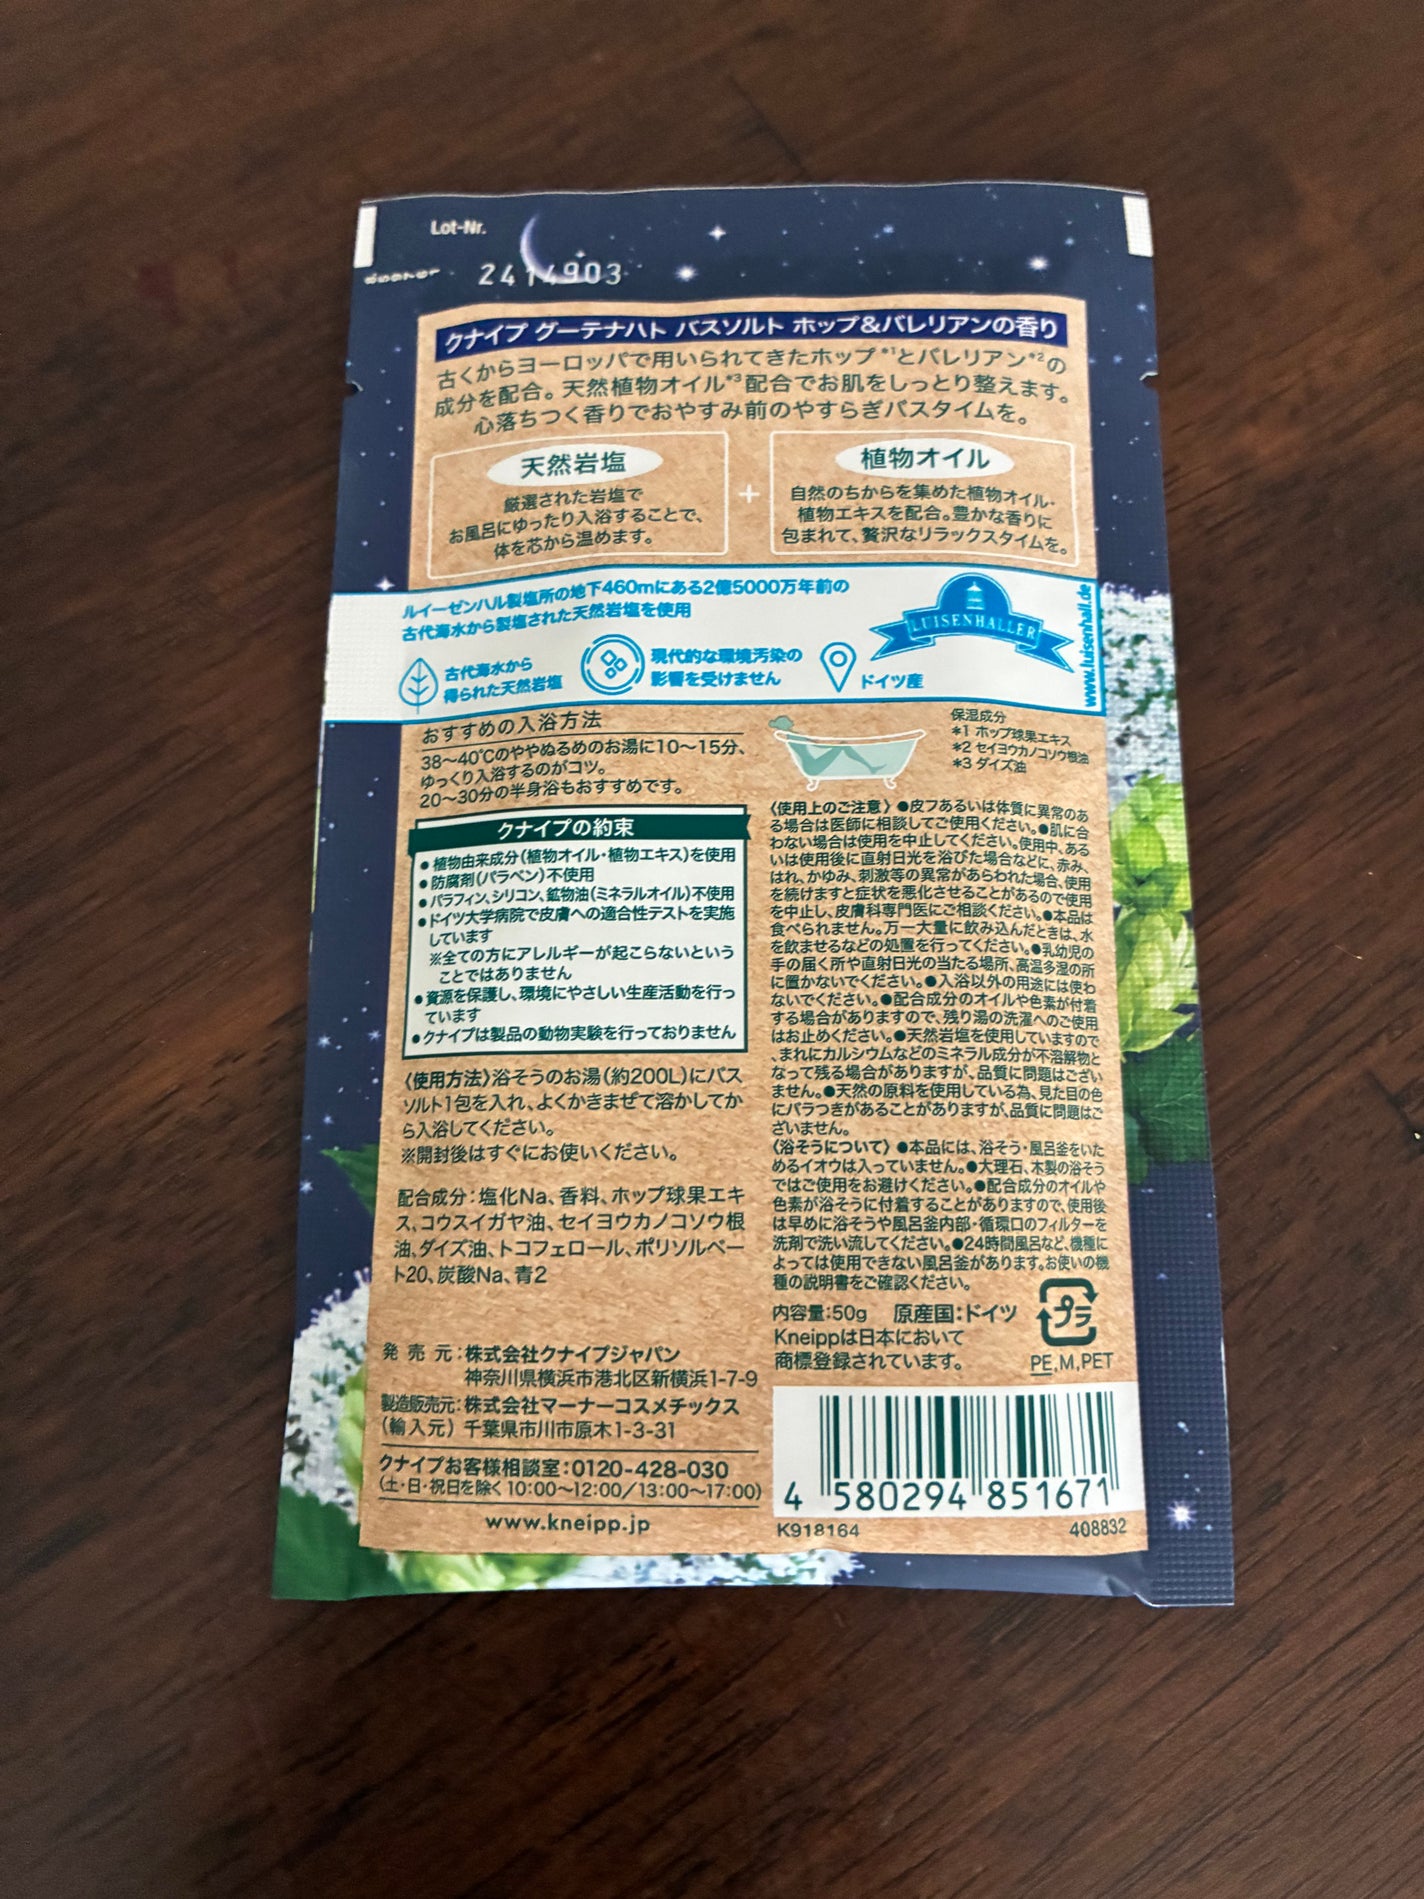 Lot-Nr.
2414903
クナイプ グーテナハト バスソルト ホップ&バレリアンの香り
古くからヨーロッパで用いられてきたホップ*1とバレリアン*2の
成分を配合。天然植物オイル*3配合でお肌をしっとり整えます。
心落ちつく香りでおやすみ前のやすらぎバスタイムを。
天然岩塩
厳選された岩塩で
お風呂にゆったり入浴することで、
体を芯から温めます。
+
植物オイル
自然のちからを集めた植物オイル・
植物エキスを配合。豊かな香りに
包まれて、贅沢なリラックスタイムを。
ルイーゼンハル製塩所の地下460mにある2億5000万年前の
古代海水から製塩された天然岩塩を使用
LUISENHALLER
www.luisenhall.de
古代海水から
得られた天然岩塩
現代的な環境汚染の
影響を受けません
ドイツ産
おすすめの入浴方法
38〜40℃のややぬるめのお湯に10〜15分、
ゆっくり入浴するのがコツ。
20〜30分の半身浴もおすすめです。
保湿成分
*1 ホップ球果エキス
*2 セイヨウカノコソウ根油
*3 ダイズ油
クナイプの約束
●植物由来成分(植物オイル・植物エキス)を使用
●防腐剤(パラベン)不使用
●パラフィン、シリコン、鉱物油(ミネラルオイル)不使用
●ドイツ大学病院で皮膚への適合性テストを実施
しています
※全ての方にアレルギーが起こらないという
ことではありません
●資源を保護し、環境にやさしい生産活動を行っ
ています
●クナイプは製品の動物実験を行っておりません
〈使用方法〉浴そうのお湯(約200L)にバス
ソルト1包を入れ、よくかきまぜて溶かしてか
ら入浴してください。
※開封後はすぐにお使いください。
配合成分:塩化Na、香料、ホップ球果エキ
ス、コウスイガヤ油、セイヨウカノコソウ根
油、ダイズ油、トコフェロール、ポリソルベー
ト20、炭酸Na、青2
発売元:株式会社クナイプジャパン
神奈川県横浜市港北区新横浜1-7-9
製造販売元:株式会社マーナーコスメチックス
(輸入元) 千葉県市川市原木1-3-31
クナイプお客様相談室:0120-428-030
(土・日・祝日を除く 10:00〜12:00/13:00〜17:00)
www.kneipp.jp
〈使用上のご注意〉●皮フあるいは体質に異常のあ
る場合は医師に相談してご使用ください。●肌に合
わない場合は使用を中止してください。使用中、ある
いは使用後に直射日光を浴びた場合などに、赤み、
はれ、かゆみ、刺激等の異常があらわれた場合、使用
を続けますと症状を悪化させることがあるので使用
を中止し、皮膚科専門医にご相談ください。●本品は
食べられません。万一大量に飲み込んだときは、水
を飲ませるなどの処置を行ってください。●乳幼児の
手の届く所や直射日光の当たる場所、高温多湿の所
に置かないでください。●入浴以外の用途には使わ
ないでください。●配合成分のオイルや色素が付着
する場合がありますので、残り湯の洗濯へのご使用
はお止めください。●天然岩塩を使用していますので
、まれにカルシウムなどのミネラル成分が不溶解物と
なって残る場合がありますが、品質に問題はござい
ません。●天然の原料を使用している為、見た目の色
にバラつきがあることがありますが、品質に問題はご
ざいません。
〈浴そうについて〉●本品には、浴そう・風呂釜をいた
めるイオウは入っていません。●大理石、木製の浴そう
ではご使用をお避けください。●配合成分のオイルや
色素が浴そうに付着することがありますので、使用後
は早めに浴そうや風呂釜内部・循環口のフィルターを
洗剤で洗い流してください。●24時間風呂など、機種に
よっては使用できない風呂釜があります。お使いの機
種の説明書をご確認ください。
内容量:50g 原産国:ドイツ
Kneippは日本において
商標登録されています。
プラ
PE,M,PET
4 580294 851671
K918164
408832